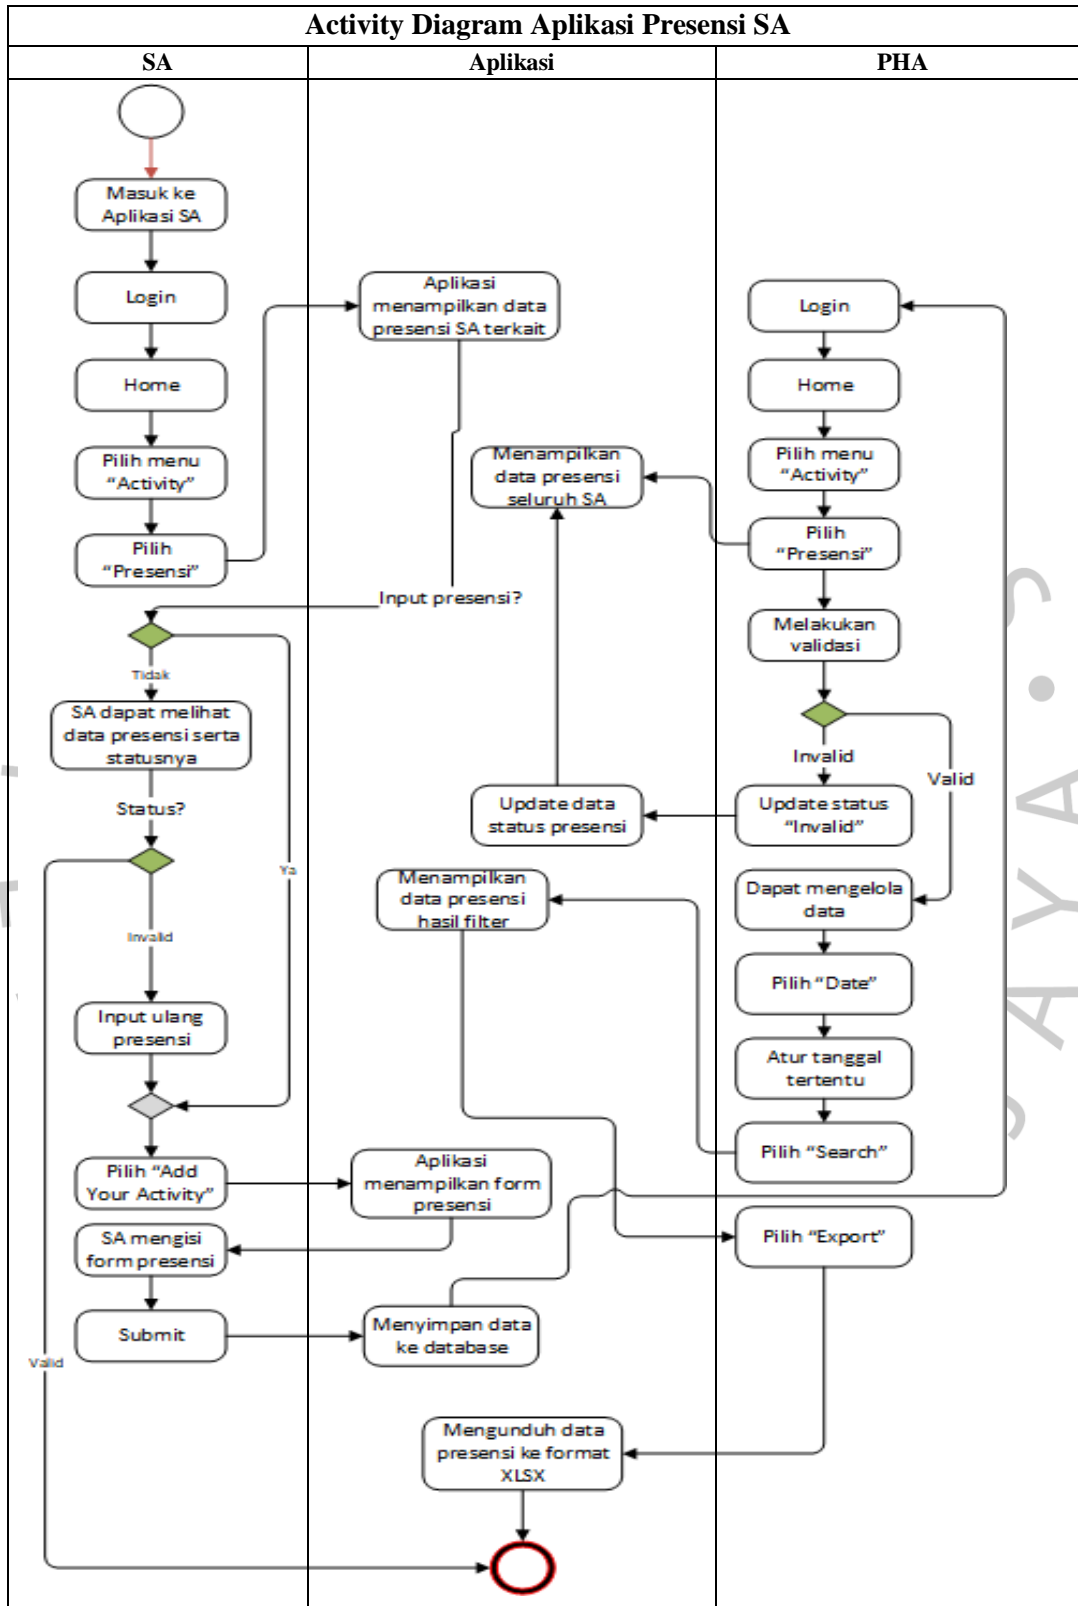 Activity Diagram Aplikasi Presensi SA
SA
Aplikasi
PHA
Masuk ke
Aplikasi SA
Login
Home
Pilih menu
“Activity”
Pilih
“Presensi”
Aplikasi
menampilkan data
presensi SA terkait
Input presensi?
Tidak
Ya
SA dapat melihat
data presensi serta
statusnya
Status?
Invalid
Valid
Input ulang
presensi
Pilih “Add
Your Activity”
Aplikasi
menampilkan form
presensi
SA mengisi
form presensi
Submit
Menyimpan data
ke database
Login
Home
Pilih menu
“Activity”
Pilih
“Presensi”
Menampilkan
data presensi
seluruh SA
Melakukan
validasi
Invalid
Valid
Update status
“Invalid”
Update data
status presensi
Dapat mengelola
data
Pilih “Date”
Atur tanggal
tertentu
Pilih “Search”
Menampilkan
data presensi
hasil filter
Pilih “Export”
Mengunduh data
presensi ke format
XLSX